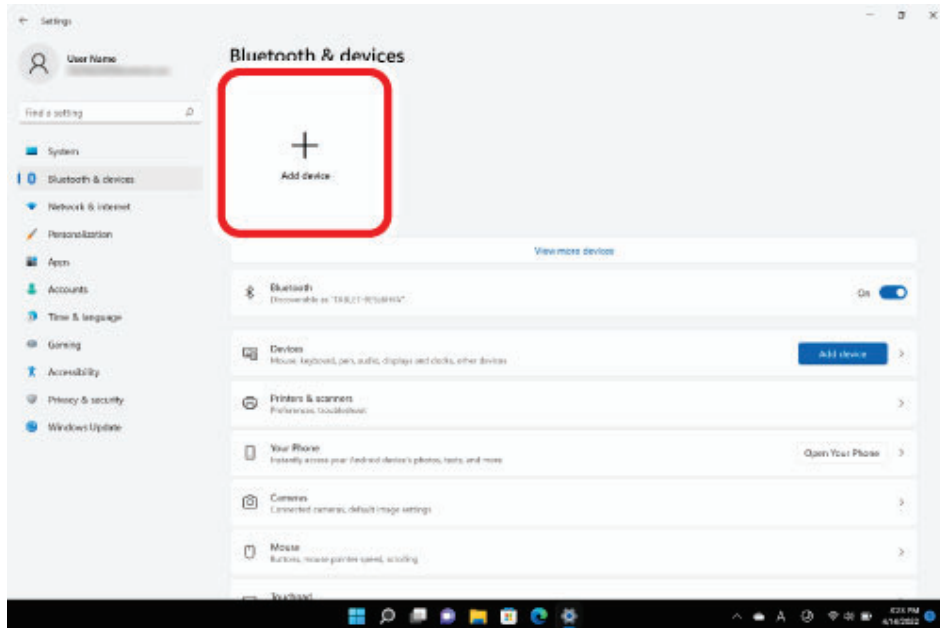 Settings
Bluetooth & devices
User Name
Find a setting
Add device
System
Bluetooth & devices
Network & internet
Personalization
Apps
Accounts
Time & language
Gaming
Accessibility
Privacy & security
Windows Update
View more devices
Bluetooth
Discoverable as
On
Devices
Mouse, keyboard, pen, audio, displays and docks, other devices
Add device
Printers & scanners
Preferences, troubleshoot
Your Phone
Instantly access your Android device's photos, texts, and more
Open Your Phone
Cameras
Connected cameras, default image settings
Mouse
Buttons, mouse pointer speed, scrolling
Touchpad
A